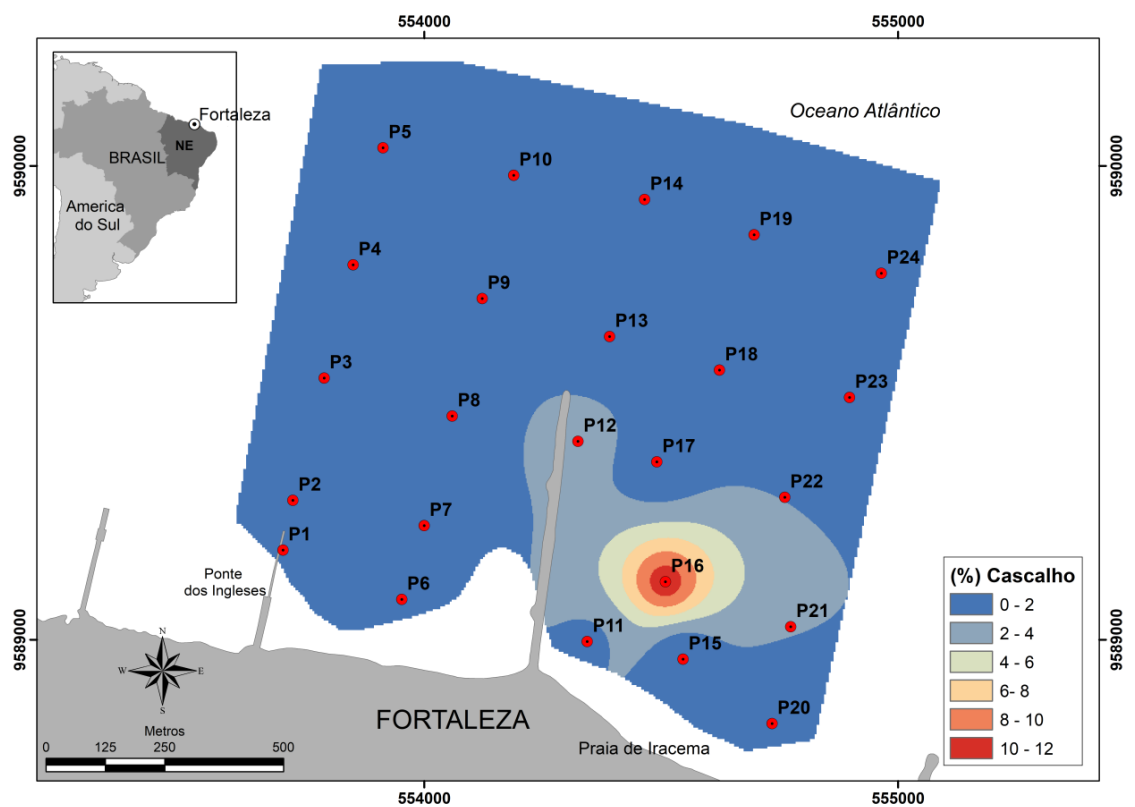 554000
555000
Fortaleza
NE
BRASIL
America
do Sul
Oceano Atlântico
9590000
9590000
P5
P10
P14
P19
P24
P4
P9
P13
P18
P23
P3
P8
P12
P17
P22
P2
P7
P1
P16
P6
P21
P11
P15
P20
Ponte
dos Ingleses
9589000
9589000
N
W
E
S
Metros
0
125
250
500
FORTALEZA
Praia de Iracema
(%) Cascalho
0 - 2
2 - 4
4 - 6
6- 8
8 - 10
10 - 12
554000
555000